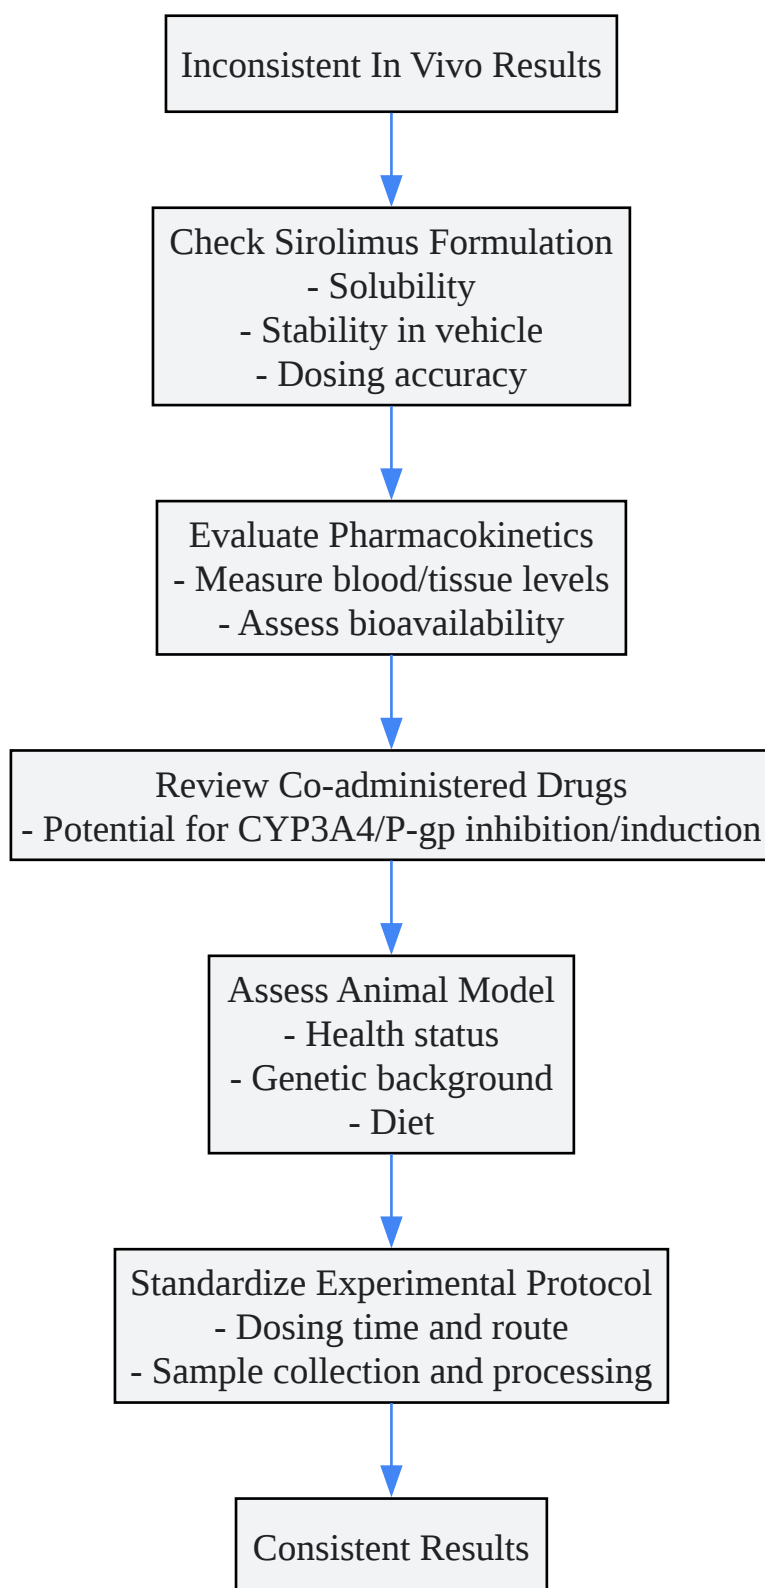 Inconsistent In Vivo Results
Check Sirolimus Formulation
- Solubility
- Stability in vehicle
- Dosing accuracy
Evaluate Pharmacokinetics
- Measure blood/tissue levels
- Assess bioavailability
Review Co-administered Drugs
- Potential for CYP3A4/P-gp inhibition/induction
Assess Animal Model
- Health status
- Genetic background
- Diet
Standardize Experimental Protocol
- Dosing time and route
- Sample collection and processing
Consistent Results